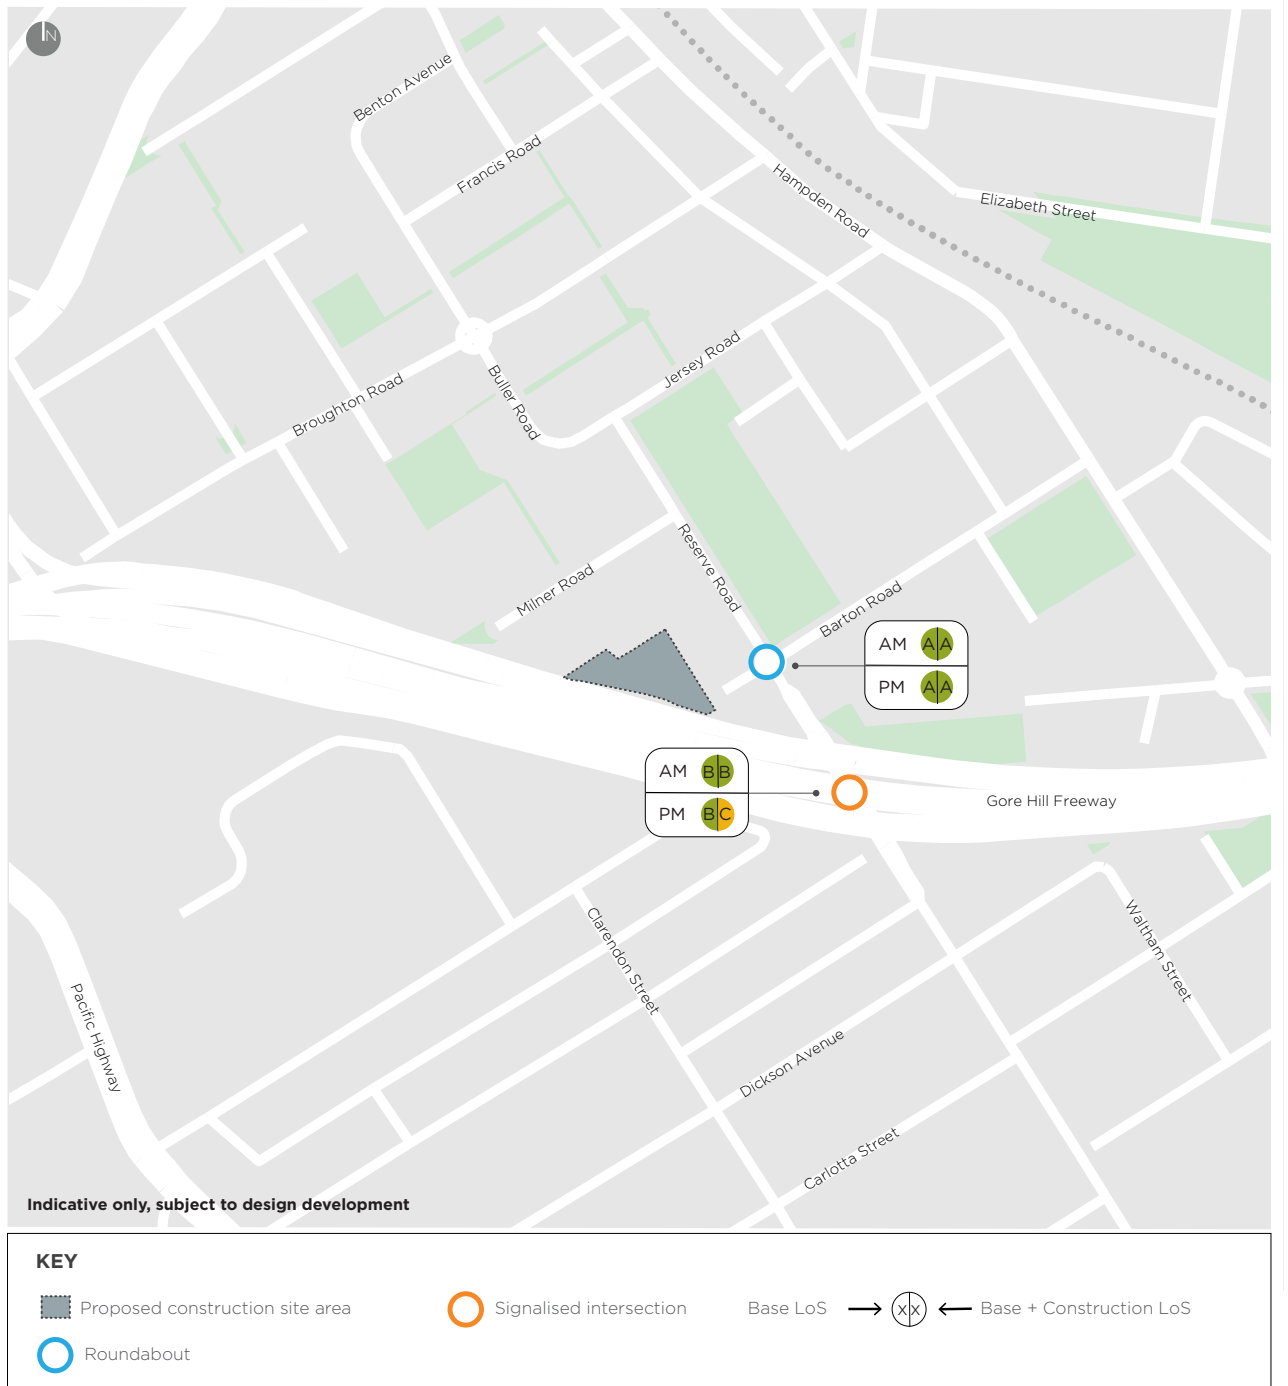 N
Benton Avenue
Francis Road
Hampden Road
Elizabeth Street
Jersey Road
Buller Road
Broughton Road
Reserve Road
Milner Road
Barton Road
AM A A
PM A A
AM B B
PM B C
Gore Hill Freeway
Clarendon Street
Waltham Street
Pacific Highway
Dickson Avenue
Carlotta Street
Indicative only, subject to design development
KEY
Proposed construction site area
Signalised intersection
Base LoS
x x
Base + Construction LoS
Roundabout